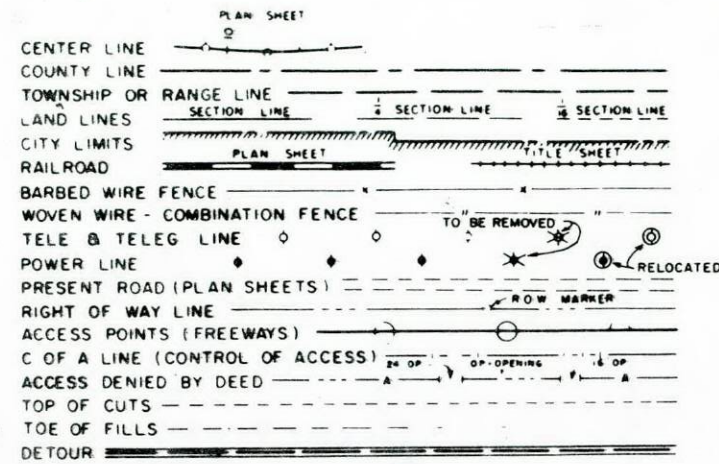 PLAN SHEET
10
CENTER LINE
COUNTY LINE
TOWNSHIP OR RANGE LINE
LAND LINES SECTION LINE 1/4 SECTION LINE 1/16 SECTION LINE
CITY LIMITS
RAILROAD PLAN SHEET TITLE SHEET
BARBED WIRE FENCE x x
WOVEN WIRE - COMBINATION FENCE " "
TO BE REMOVED
TELE & TELEG LINE
POWER LINE RELOCATED
PRESENT ROAD (PLAN SHEETS)
RIGHT OF WAY LINE R.O.W MARKER
ACCESS POINTS (FREEWAYS)
C OF A LINE (CONTROL OF ACCESS)
24 OP OP-OPENING 16 OP
ACCESS DENIED BY DEED A A
TOP OF CUTS
TOE OF FILLS
DETOUR